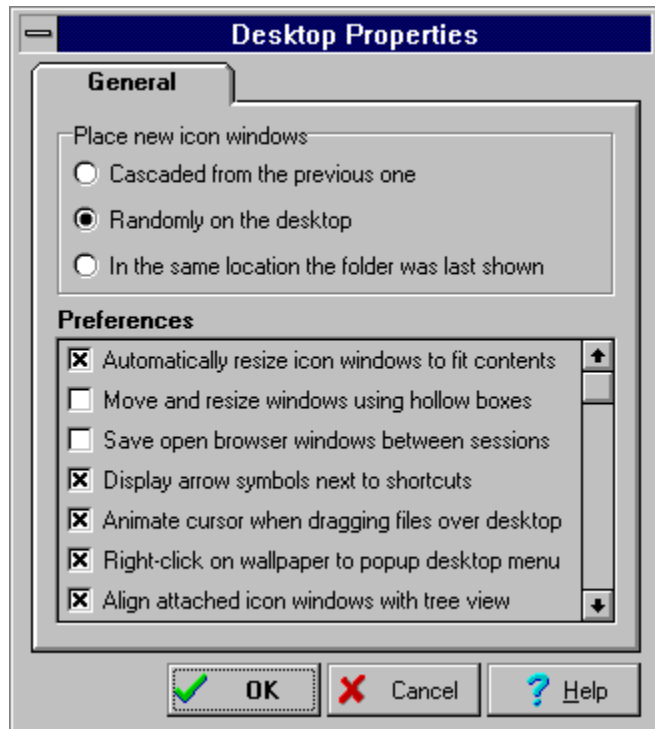 Desktop Properties
General
Place new icon windows
Cascaded from the previous one
Randomly on the desktop
In the same location the folder was last shown
Preferences
Automatically resize icon windows to fit contents
Move and resize windows using hollow boxes
Save open browser windows between sessions
Display arrow symbols next to shortcuts
Animate cursor when dragging files over desktop
Right-click on wallpaper to popup desktop menu
Align attached icon windows with tree view
OK Cancel Help